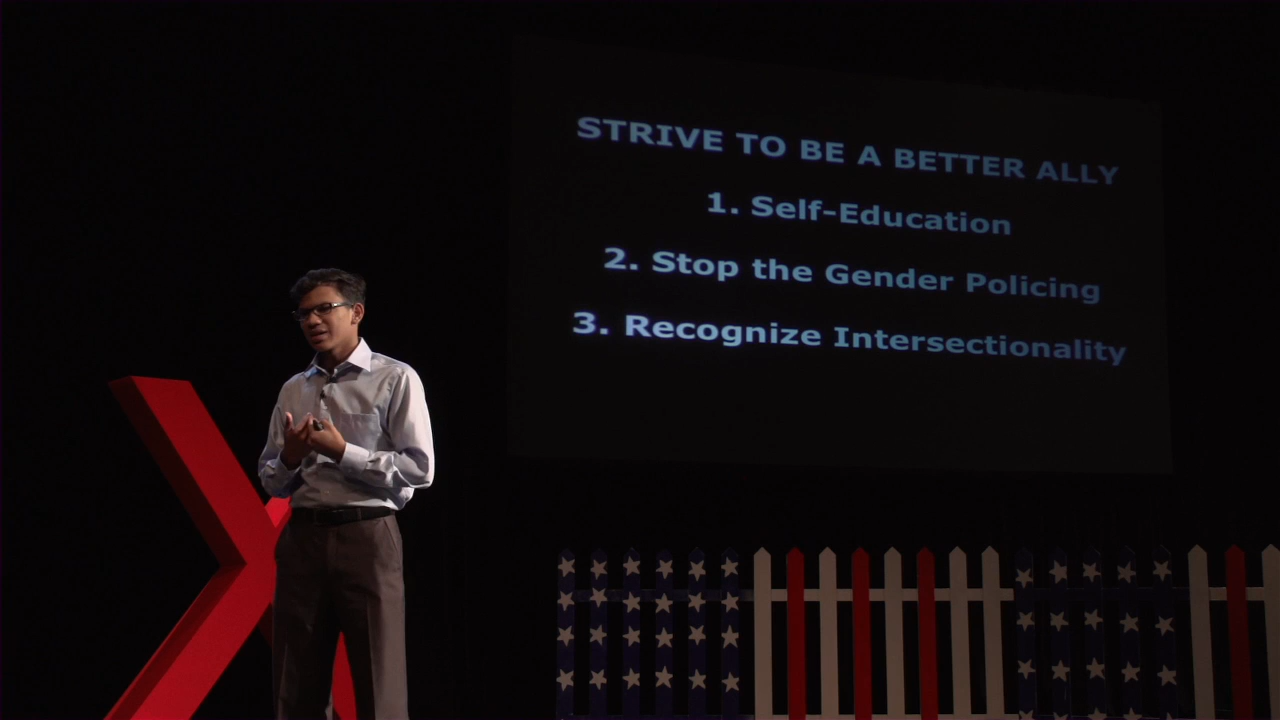 STRIVE TO BE A BETTER ALLY
1. Self-Education
2. Stop the Gender Policing
3. Recognize Intersectionality